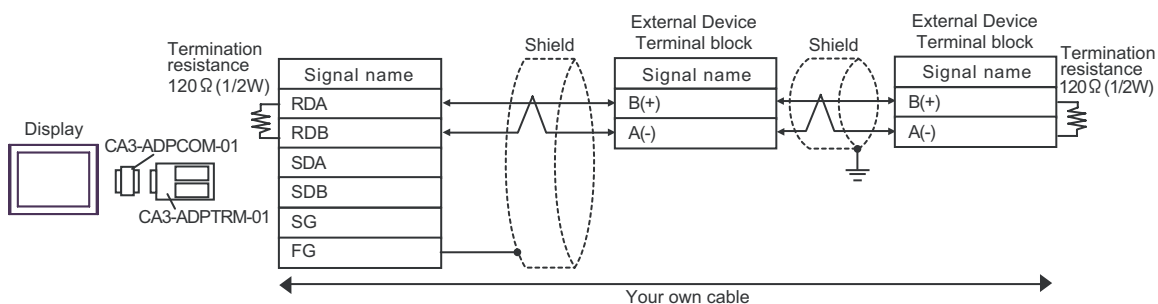 Termination
resistance
120Ω(1/2W)
Display
CA3-ADPCOM-01
CA3-ADPTRM-01
Signal name
RDA
RDB
SDA
SDB
SG
FG
Shield
External Device
Terminal block
Signal name
B(+)
A(-)
Shield
External Device
Terminal block
Signal name
B(+)
A(-)
Termination
resistance
120Ω(1/2W)
Your own cable